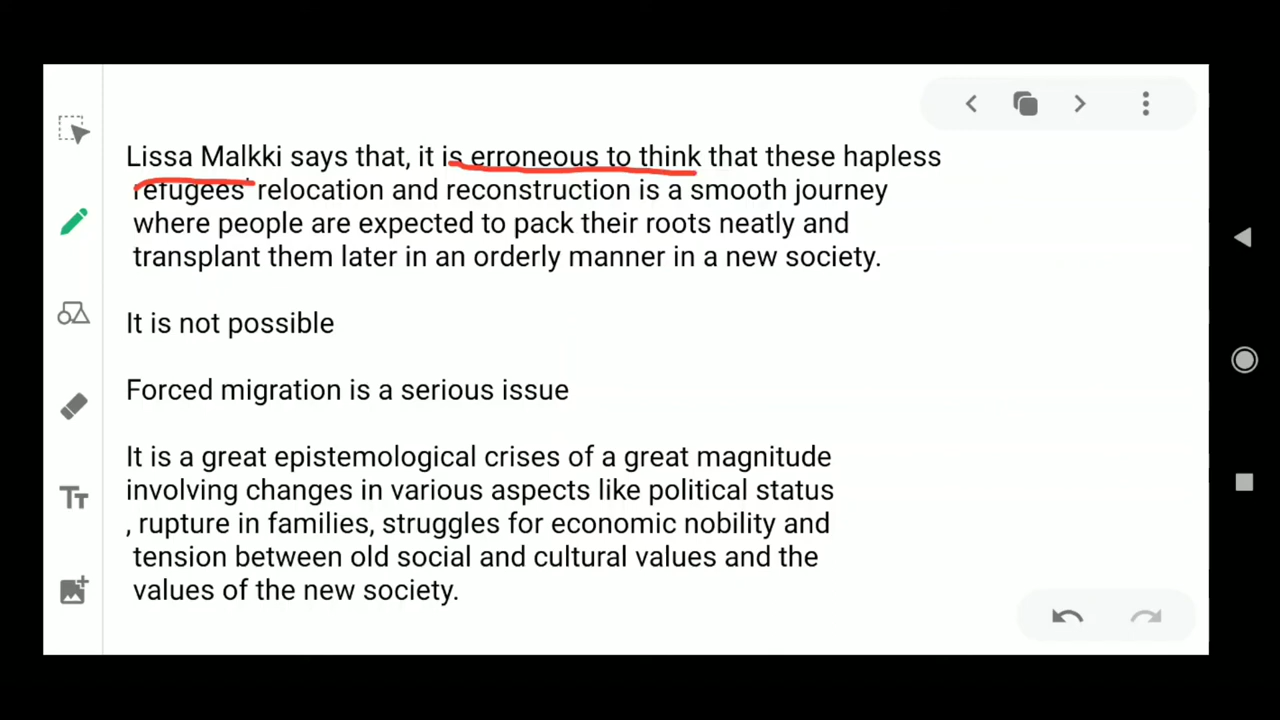 Lissa Malkki says that, it is erroneous to think that these hapless
refugees' relocation and reconstruction is a smooth journey
where people are expected to pack their roots neatly and
transplant them later in an orderly manner in a new society.
It is not possible
Forced migration is a serious issue
It is a great epistemological crises of a great magnitude
involving changes in various aspects like political status
, rupture in families, struggles for economic nobility and
tension between old social and cultural values and the
values of the new society.